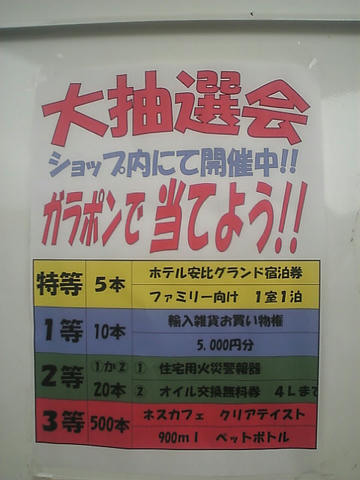 大抽選会
ショップ内にて開催中!!
ガラポンで当てよう!!
特等 5本 ホテル安比グランド宿泊券
ファミリー向け 1室1泊
1等 10本 輸入雑貨お買い物権
5.000円分
2等 ①か② 20本 ① 住宅用火災警報器
② オイル交換無料券 4Lまで
3等 500本 ネスカフェ クリアテイスト
900ml ペットボトル